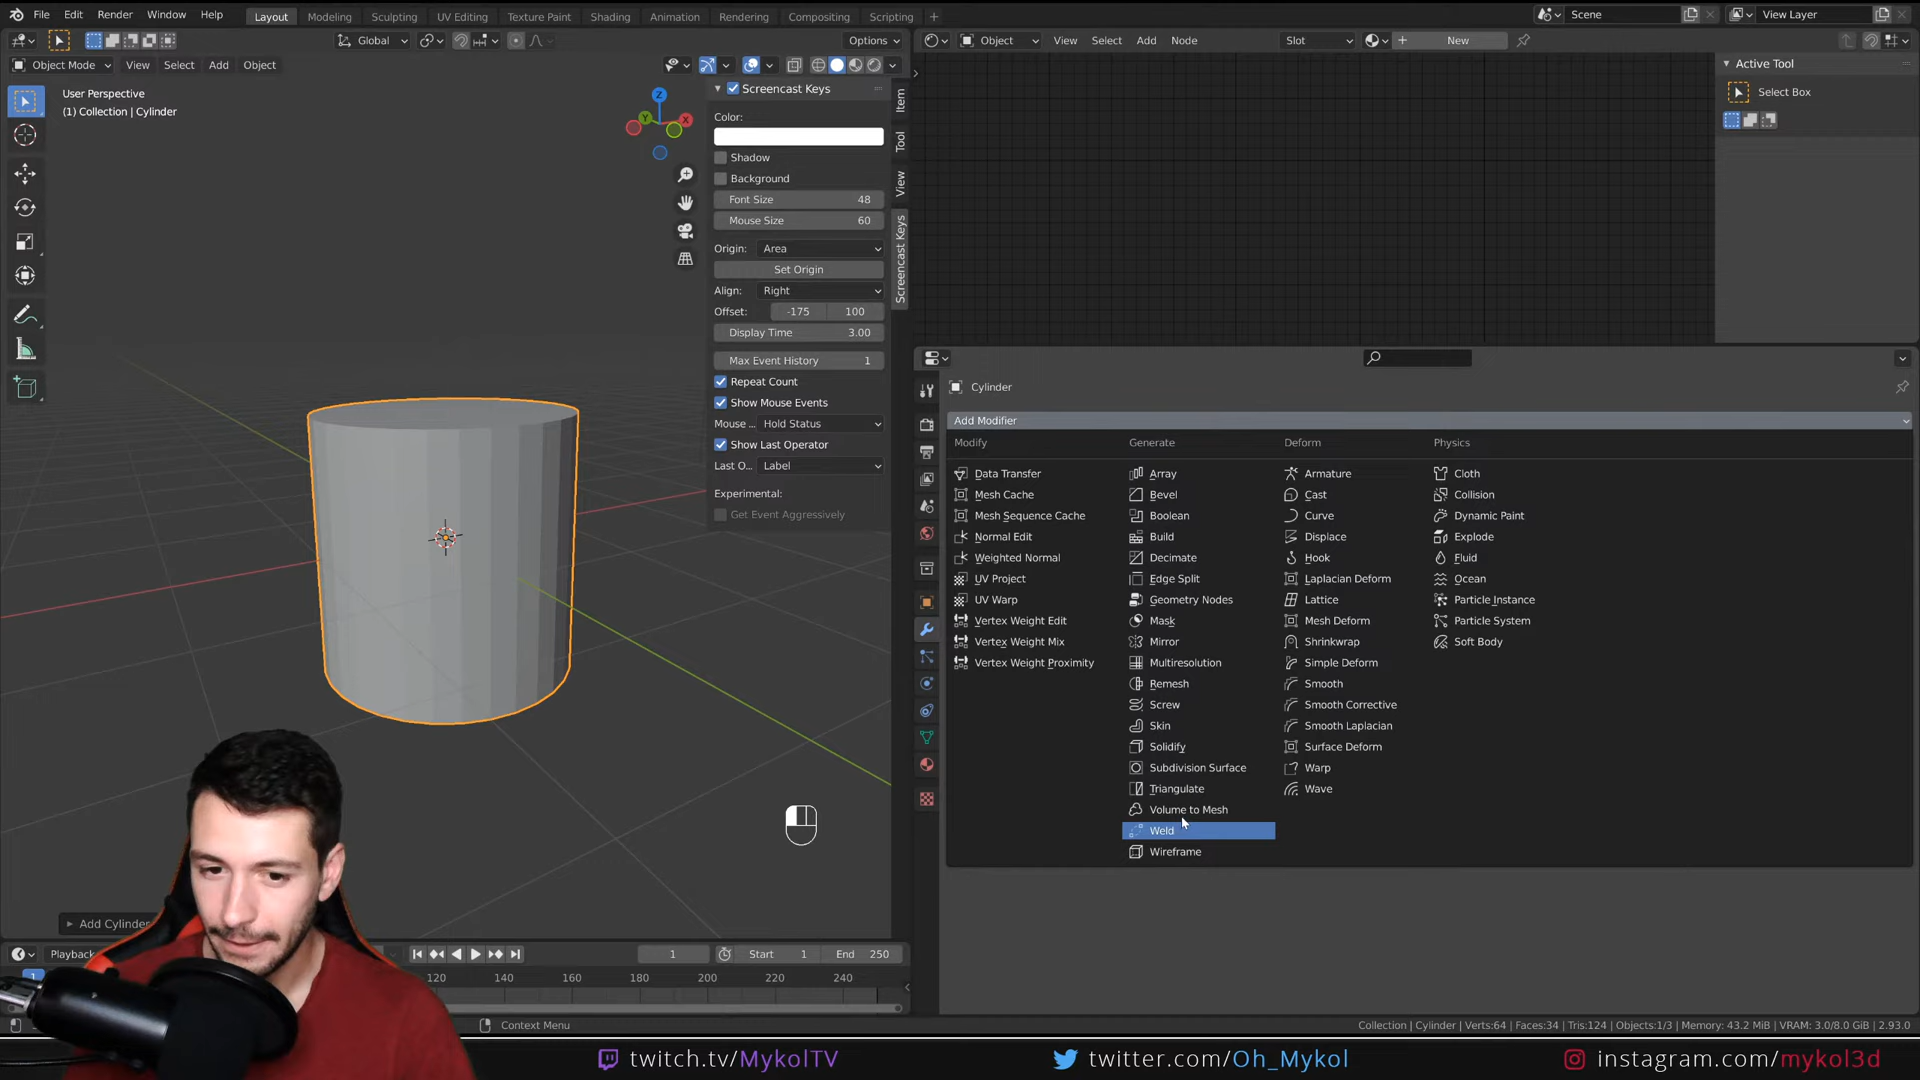 File Edit Render Window Help Layout Modeling Sculpting UV Editing Texture Paint Shading Animation Rendering Compositing Scripting + Scene View Layer
Global Options Object View Select Add Node Slot New
Object Mode View Select Add Object
User Perspective
(1) Collection | Cylinder
Z
Y
X
Screencast Keys
Color:
Shadow
Background
Font Size 48
Mouse Size 60
Origin: Area
Set Origin
Align: Right
Offset: -175 100
Display Time 3.00
Max Event History 1
Repeat Count
Show Mouse Events
Mouse ... Hold Status
Show Last Operator
Last O... Label
Experimental:
Get Event Aggressively
Item
Tool
View
Screencast Keys
Active Tool
Select Box
Cylinder
Add Modifier
Modify
Data Transfer
Mesh Cache
Mesh Sequence Cache
Normal Edit
Weighted Normal
UV Project
UV Warp
Vertex Weight Edit
Vertex Weight Mix
Vertex Weight Proximity
Generate
Array
Bevel
Boolean
Build
Decimate
Edge Split
Geometry Nodes
Mask
Mirror
Multiresolution
Remesh
Screw
Skin
Solidify
Subdivision Surface
Triangulate
Volume to Mesh
Weld
Wireframe
Deform
Armature
Cast
Curve
Displace
Hook
Laplacian Deform
Lattice
Mesh Deform
Shrinkwrap
Simple Deform
Smooth
Smooth Corrective
Smooth Laplacian
Surface Deform
Warp
Wave
Physics
Cloth
Collision
Dynamic Paint
Explode
Fluid
Ocean
Particle Instance
Particle System
Soft Body
Add Cylinder
Playback 1 Start 1 End 250
1 120 140 160 180 200 220 240
Context Menu
Collection | Cylinder | Verts:64 | Faces:34 | Tris:124 | Objects:1/3 | Memory: 43.2 MiB | VRAM: 3.0/8.0 GiB | 2.93.0
twitch.tv/MykolTV twitter.com/Oh_Mykol instagram.com/mykol3d